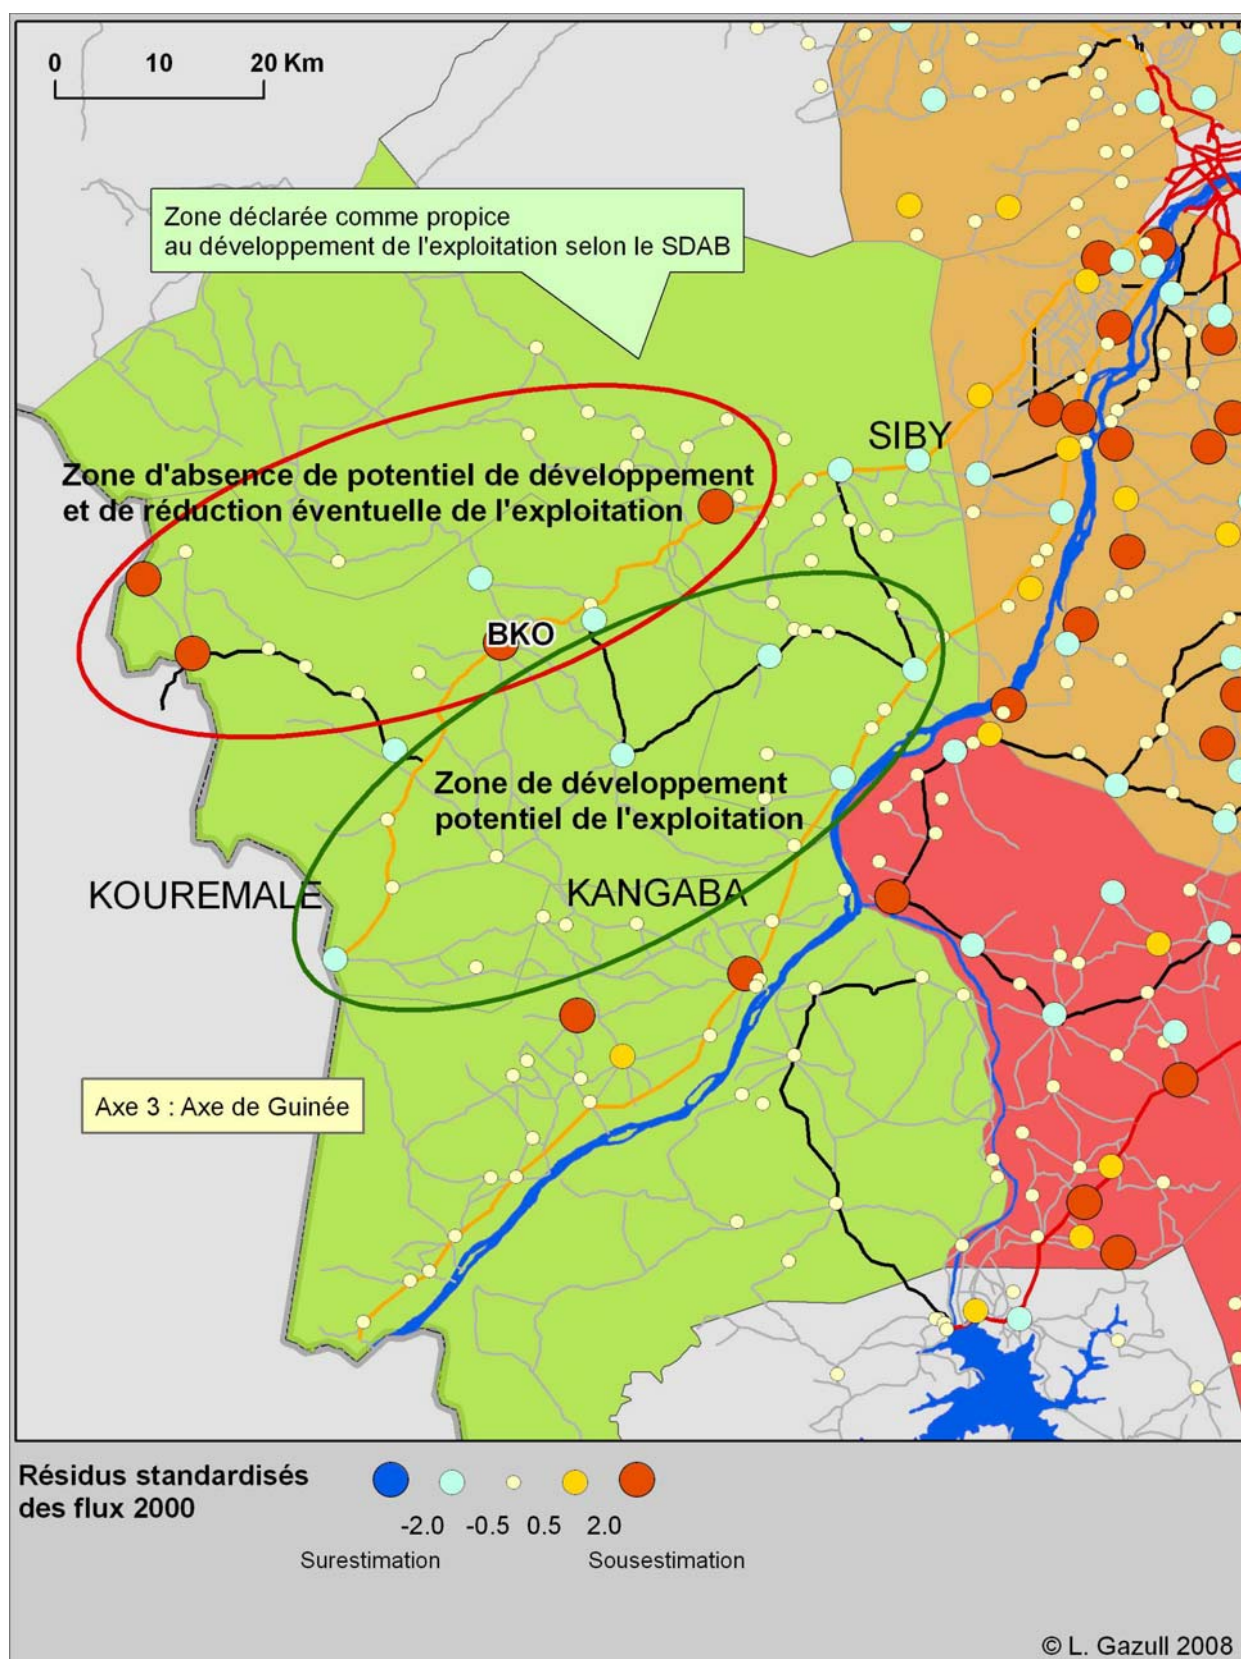 0 10 20 Km
Zone déclarée comme propice
au développement de l'exploitation selon le SDAB
SIBY
Zone d'absence de potentiel de développement
et de réduction éventuelle de l'exploitation
BKO
Zone de développement
potentiel de l'exploitation
KOUREMALE
KANGABA
Axe 3 : Axe de Guinée
Résidus standardisés
des flux 2000
-2.0 -0.5 0.5 2.0
Surestimation Sousestimation
© L. Gazull 2008